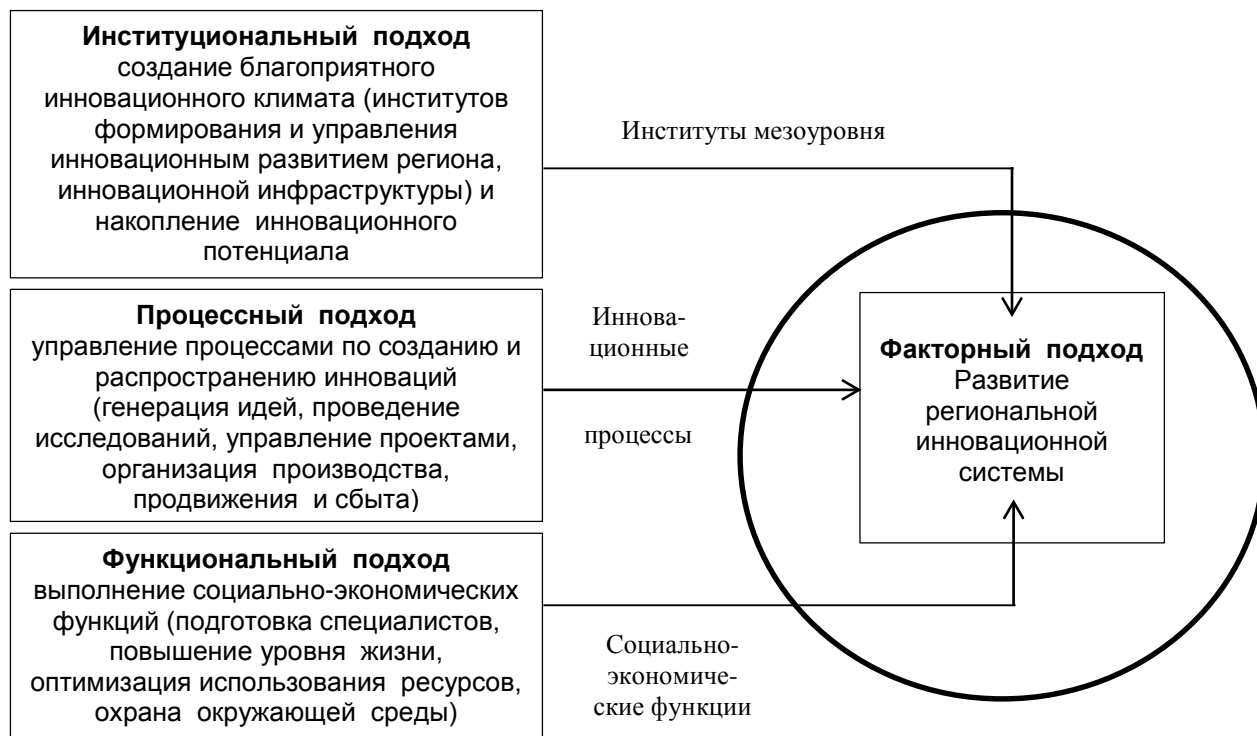 Институциональный подход
создание благоприятного
инновационного климата (институтов
формирования и управления
инновационным развитием региона,
инновационной инфраструктуры) и
накопление инновационного
потенциала
Институты мезоуровня
Процессный подход
управление процессами по созданию и
распространению инноваций
(генерация идей, проведение
исследований, управление проектами,
организация производства,
продвижения и сбыта)
Иннова-
ционные
процессы
Факторный подход
Развитие
региональной
инновационной
системы
Функциональный подход
выполнение социально-экономических
функций (подготовка специалистов,
повышение уровня жизни,
оптимизация использования ресурсов,
охрана окружающей среды)
Социально-
экономиче-
ские функции